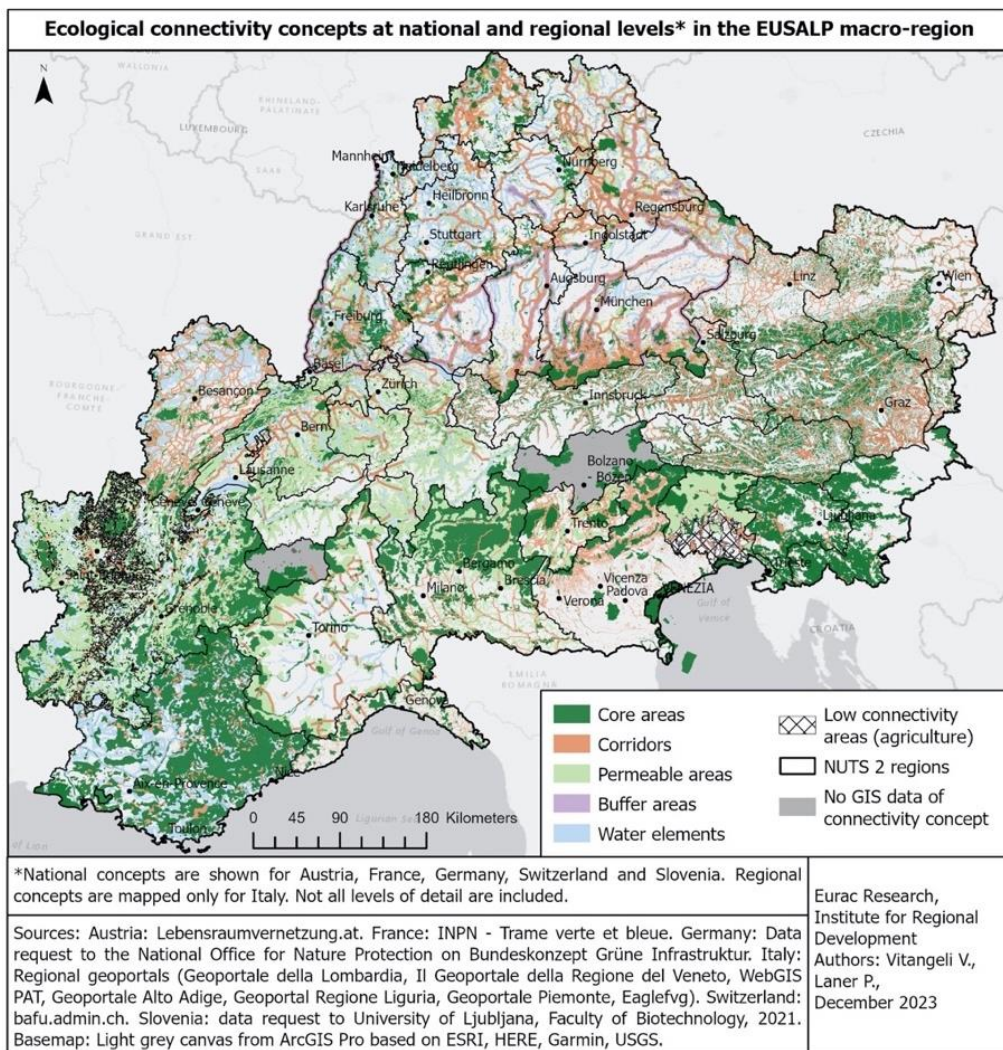 Ecological connectivity concepts at national and regional levels* in the EUSALP macro-region
N
WALLONIA
RHINELAND-
PALATINATE
LUXEMBOURG
SAAR
CZECHIA
GRAND EST
Mannheim
Heidelberg
Nürnberg
Heilbronn
Karlsruhe
Regensburg
Stuttgart
Ingolstadt
Reutlingen
Augsburg
Linz
Wien
München
Freiburg
Salzburg
Basel
Zürich
Besançon
BOURGOGNE-
FRANCHE-
COMTÉ
Innsbruck
Graz
Bern
Bolzano
Bozen
Lausanne
Genève
Ljubljana
Trento
Trieste
Bergamo
Grenoble
Milano
Brescia
Vicenza
VENEZIA
Verona
Padova
Gulf of
Venice
Torino
CROATIA
EMILIA
ROMAGNA
Genova
Gulf of Genoa
Nice
Aix-en-Provence
Toulon
Ligurian Sea
0 45 90 180 Kilometers
Core areas
Corridors
Permeable areas
Buffer areas
Water elements
Low connectivity
areas (agriculture)
NUTS 2 regions
No GIS data of
connectivity concept
*National concepts are shown for Austria, France, Germany, Switzerland and Slovenia. Regional
concepts are mapped only for Italy. Not all levels of detail are included.
Sources: Austria: Lebensraumvernetzung.at. France: INPN - Trame verte et bleue. Germany: Data
request to the National Office for Nature Protection on Bundeskonzept Grüne Infrastruktur. Italy:
Regional geoportals (Geoportale della Lombardia, Il Geoportale della Regione del Veneto, WebGIS
PAT, Geoportale Alto Adige, Geoportal Regione Liguria, Geoportale Piemonte, Eaglefvg). Switzerland:
bafu.admin.ch. Slovenia: data request to University of Ljubljana, Faculty of Biotechnology, 2021.
Basemap: Light grey canvas from ArcGIS Pro based on ESRI, HERE, Garmin, USGS.
Eurac Research,
Institute for Regional
Development
Authors: Vitangeli V.,
Laner P.,
December 2023